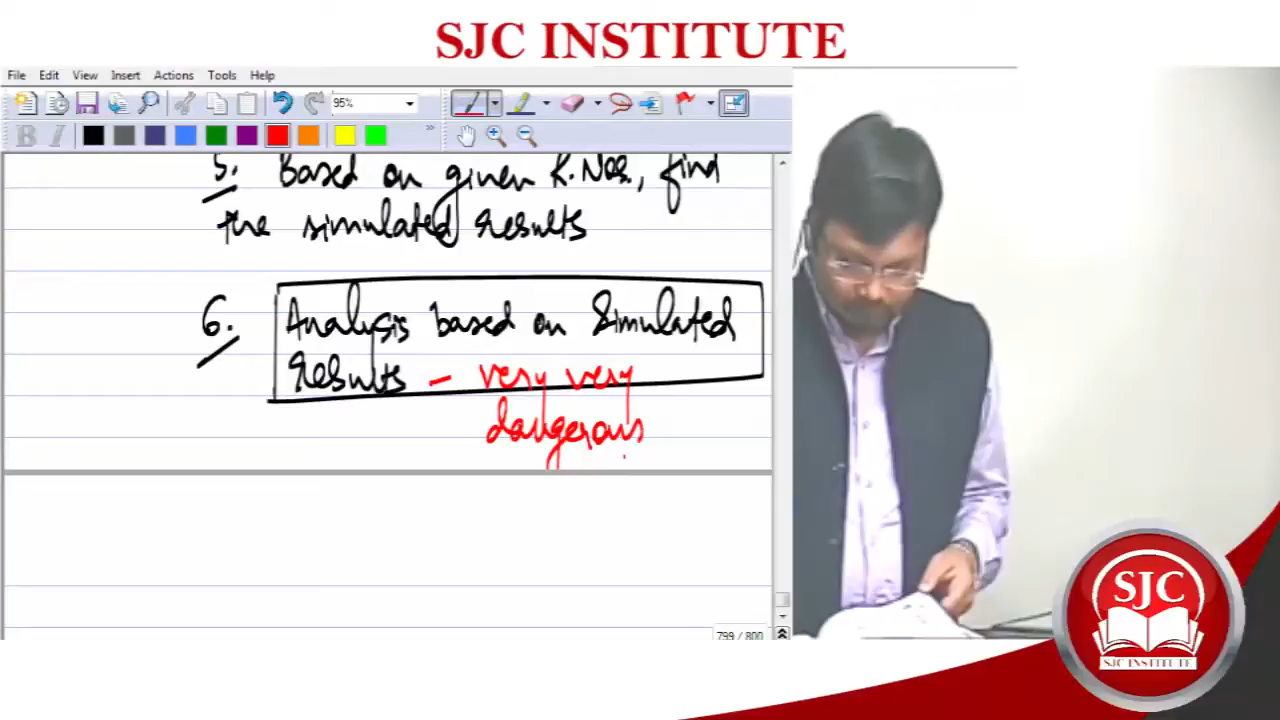 SJC INSTITUTE
File Edit View Insert Actions Tools Help
95%
B I
5. Based on given R.Nos., find
the simulated results
6. Analysis based on Simulated
Results - very very
dangerous
799 / 800
SJC
SJC INSTITUTE